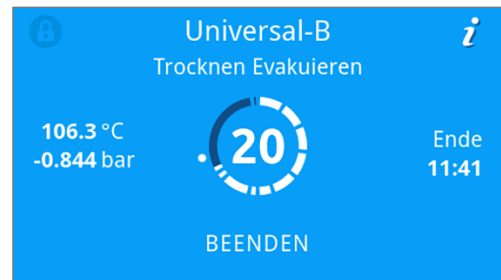 Universal-B
i
Trocknen Evakuieren
106.3 °C
-0.844 bar
20
Ende
11:41
BEENDEN